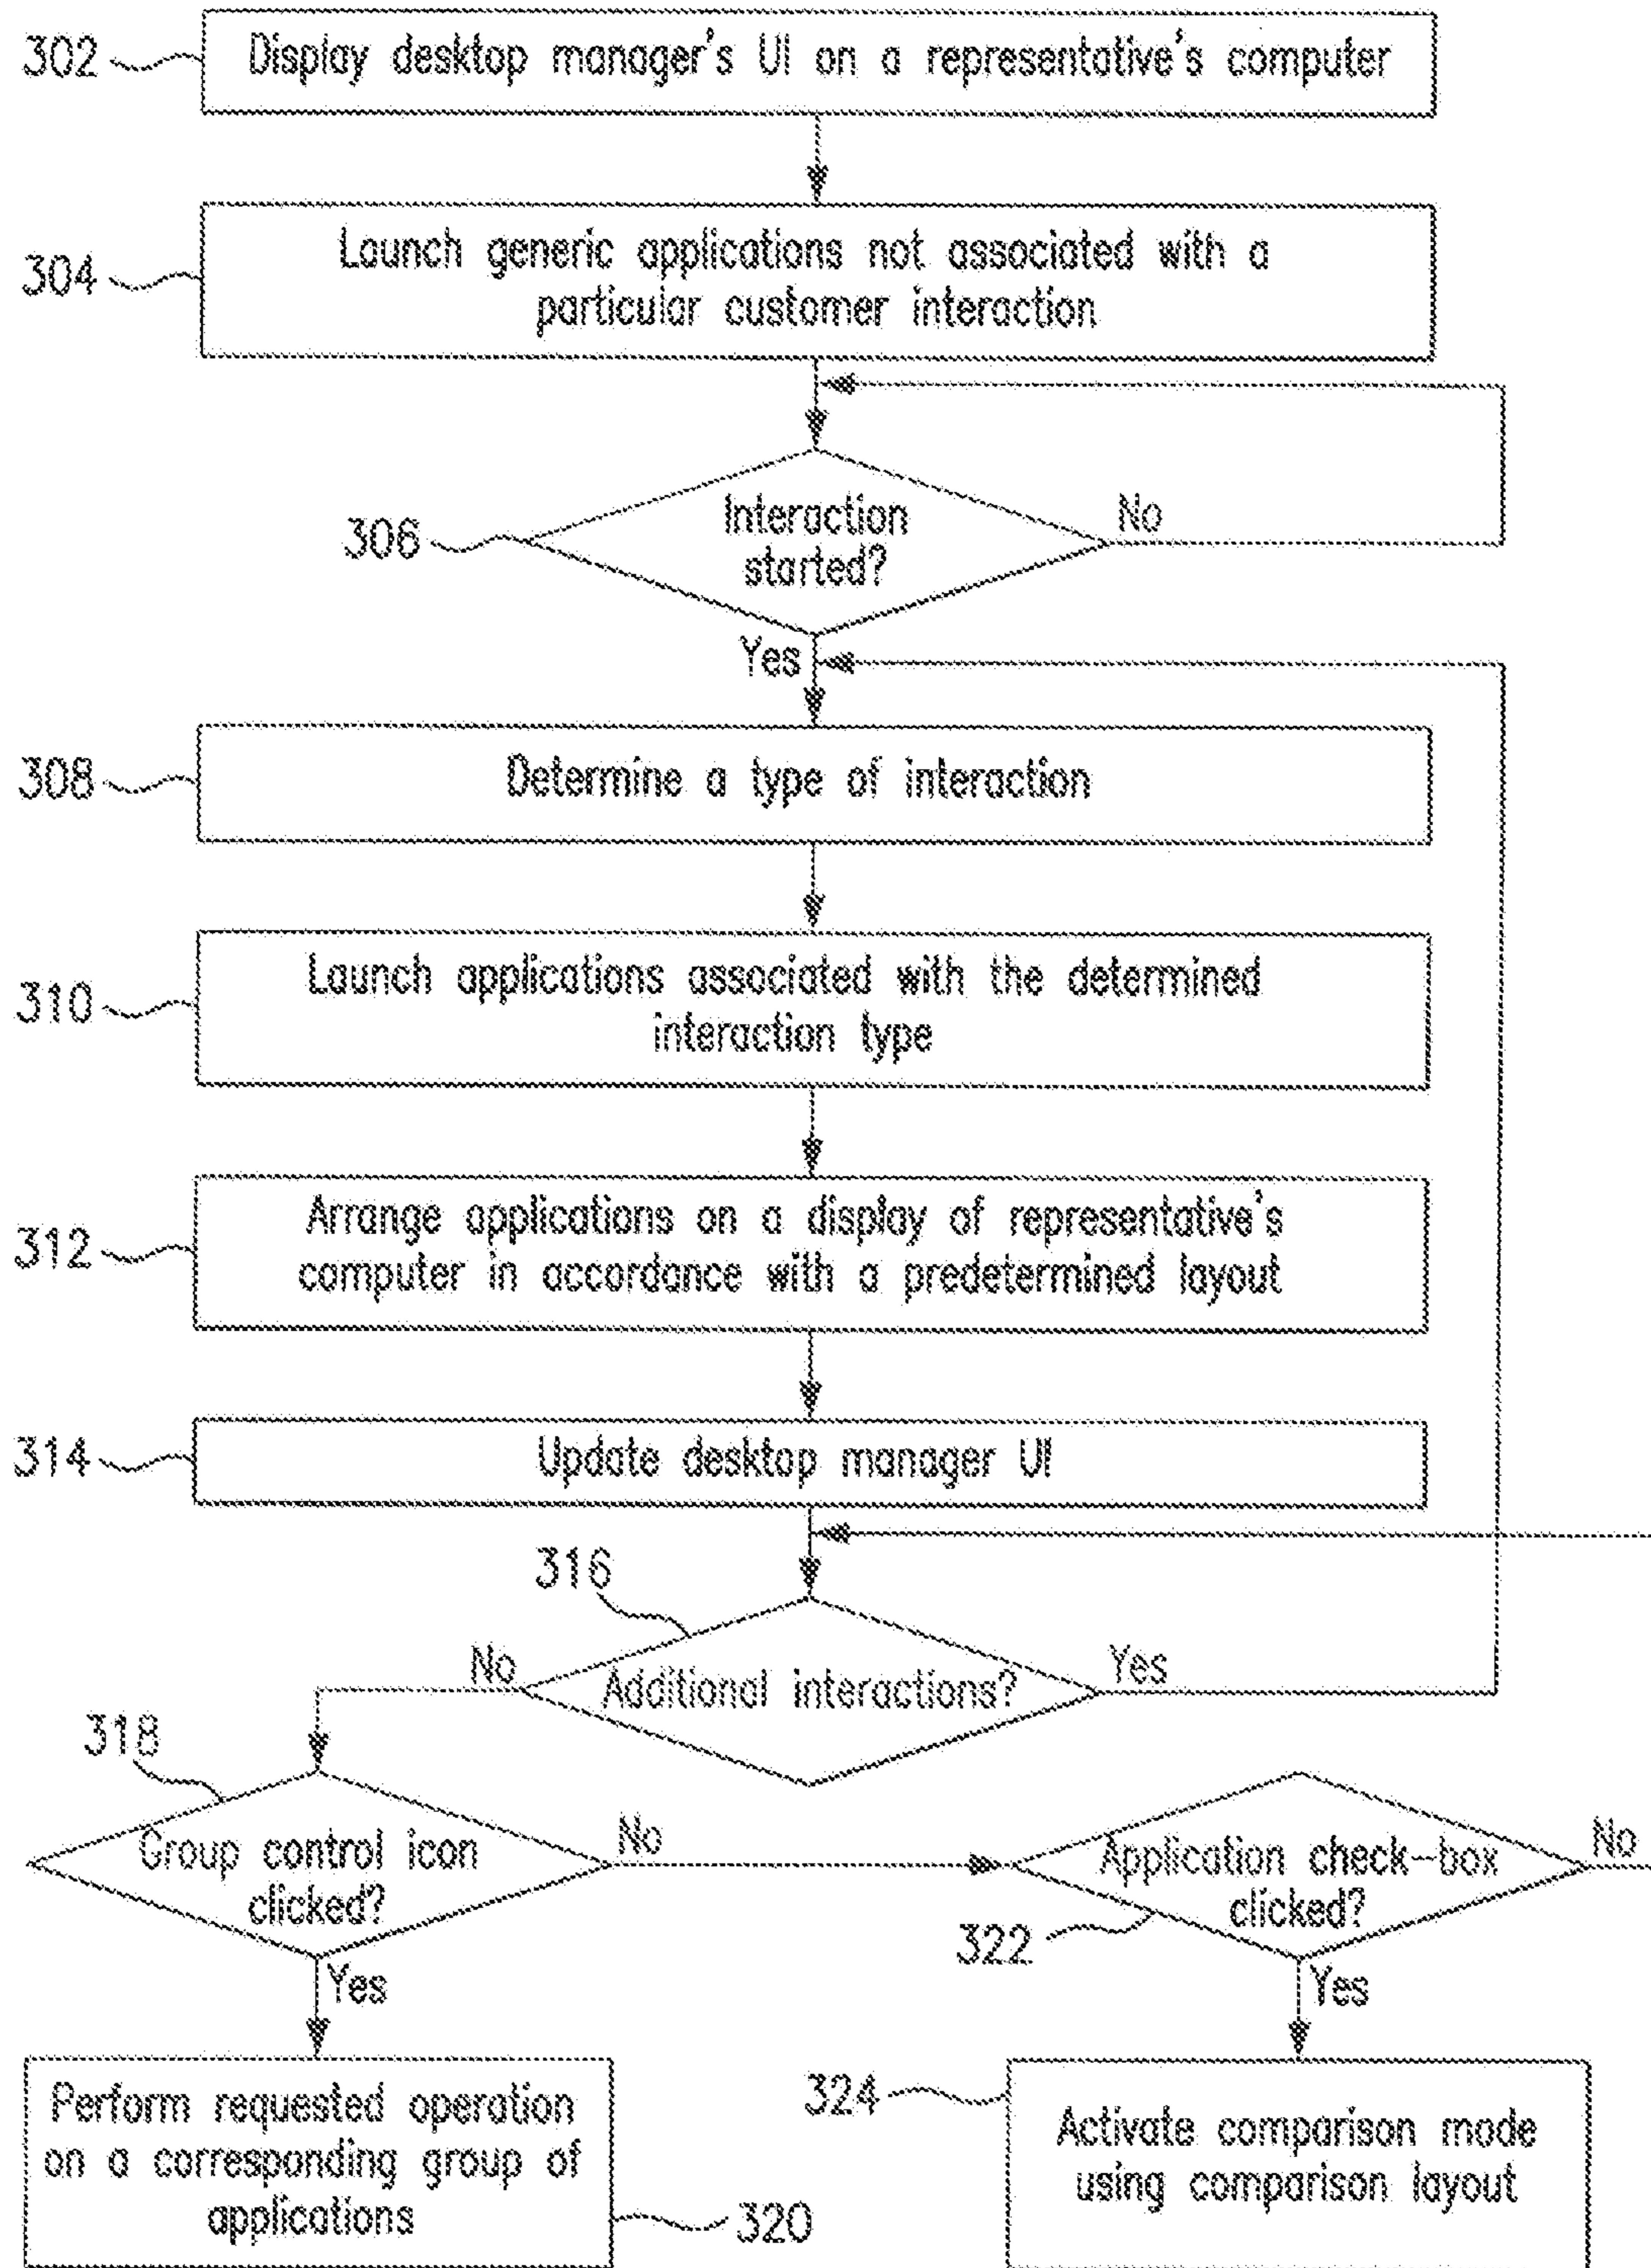 302
Display desktop manager's UI on a representative's computer
304
Launch generic applications not associated with a
particular customer interaction
306
Interaction
started?
No
Yes
308
Determine a type of interaction
310
Launch applications associated with the determined
interaction type
312
Arrange applications on a display of representative's
computer in accordance with a predetermined layout
314
Update desktop manager UI
316
No
Additional interactions?
Yes
318
Group control icon
clicked?
No
Application check-box
clicked?
No
322
Yes
Yes
Perform requested operation
on a corresponding group of
applications
320
324
Activate comparison mode
using comparison layout